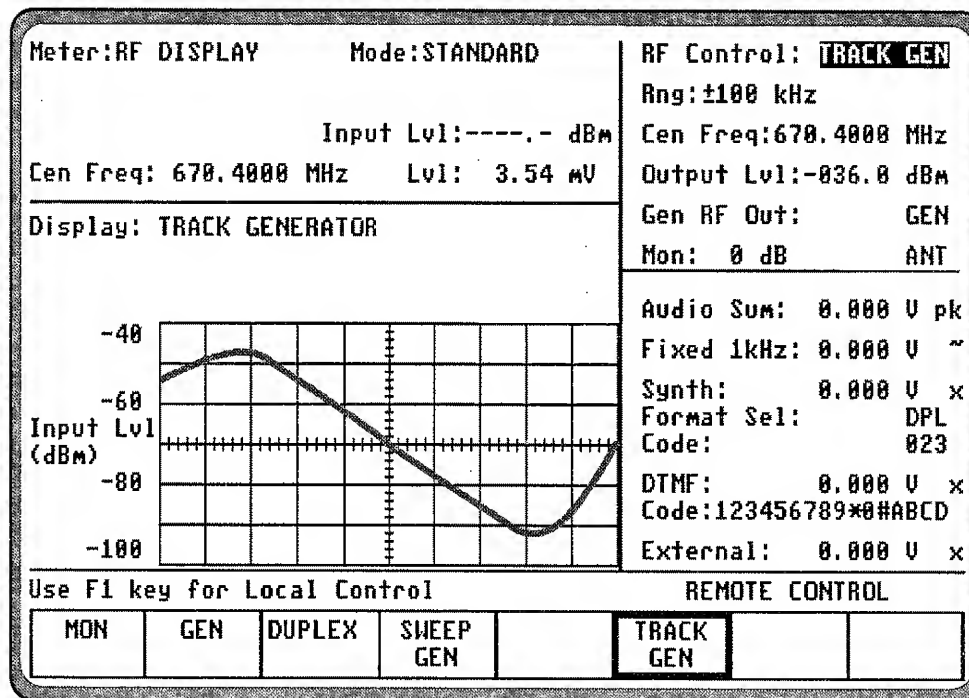 Meter:RF DISPLAY Mode:STANDARD
Input Lvl:----.- dBm
Cen Freq: 670.4000 MHz Lvl: 3.54 mV
Display: TRACK GENERATOR
-40
-60
Input Lvl
(dBm)
-80
-100
RF Control: TRACK GEN
Rng:±100 kHz
Cen Freq:670.4000 MHz
Output Lvl:-036.0 dBm
Gen RF Out: GEN
Mon: 0 dB ANT
Audio Sum: 0.000 V pk
Fixed 1kHz: 0.000 V ~
Synth: 0.000 V x
Format Sel: DPL
Code: 023
DTMF: 0.000 V x
Code:123456789*0#ABCD
External: 0.000 V x
Use F1 key for Local Control REMOTE CONTROL
MON GEN DUPLEX SWEEP TRACK
GEN GEN